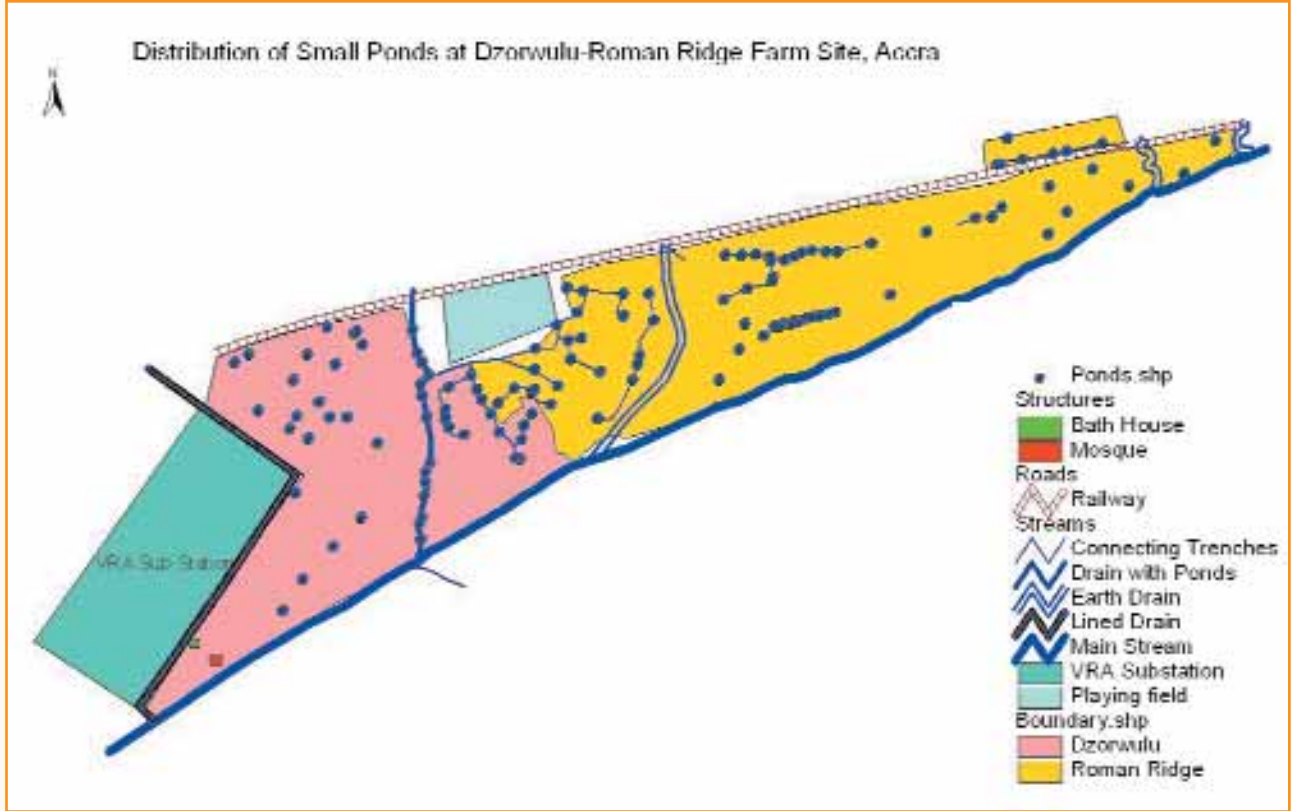 Distribution of Small Ponds at Dzorwulu-Roman Ridge Farm Site, Accra
N
VRA Sub Station
Ponds.shp
Structures
Bath House
Mosque
Roads
Railway
Streams
Connecting Trenches
Drain with Ponds
Earth Drain
Lined Drain
Main Stream
VRA Substation
Playing field
Boundary.shp
Dzorwulu
Roman Ridge